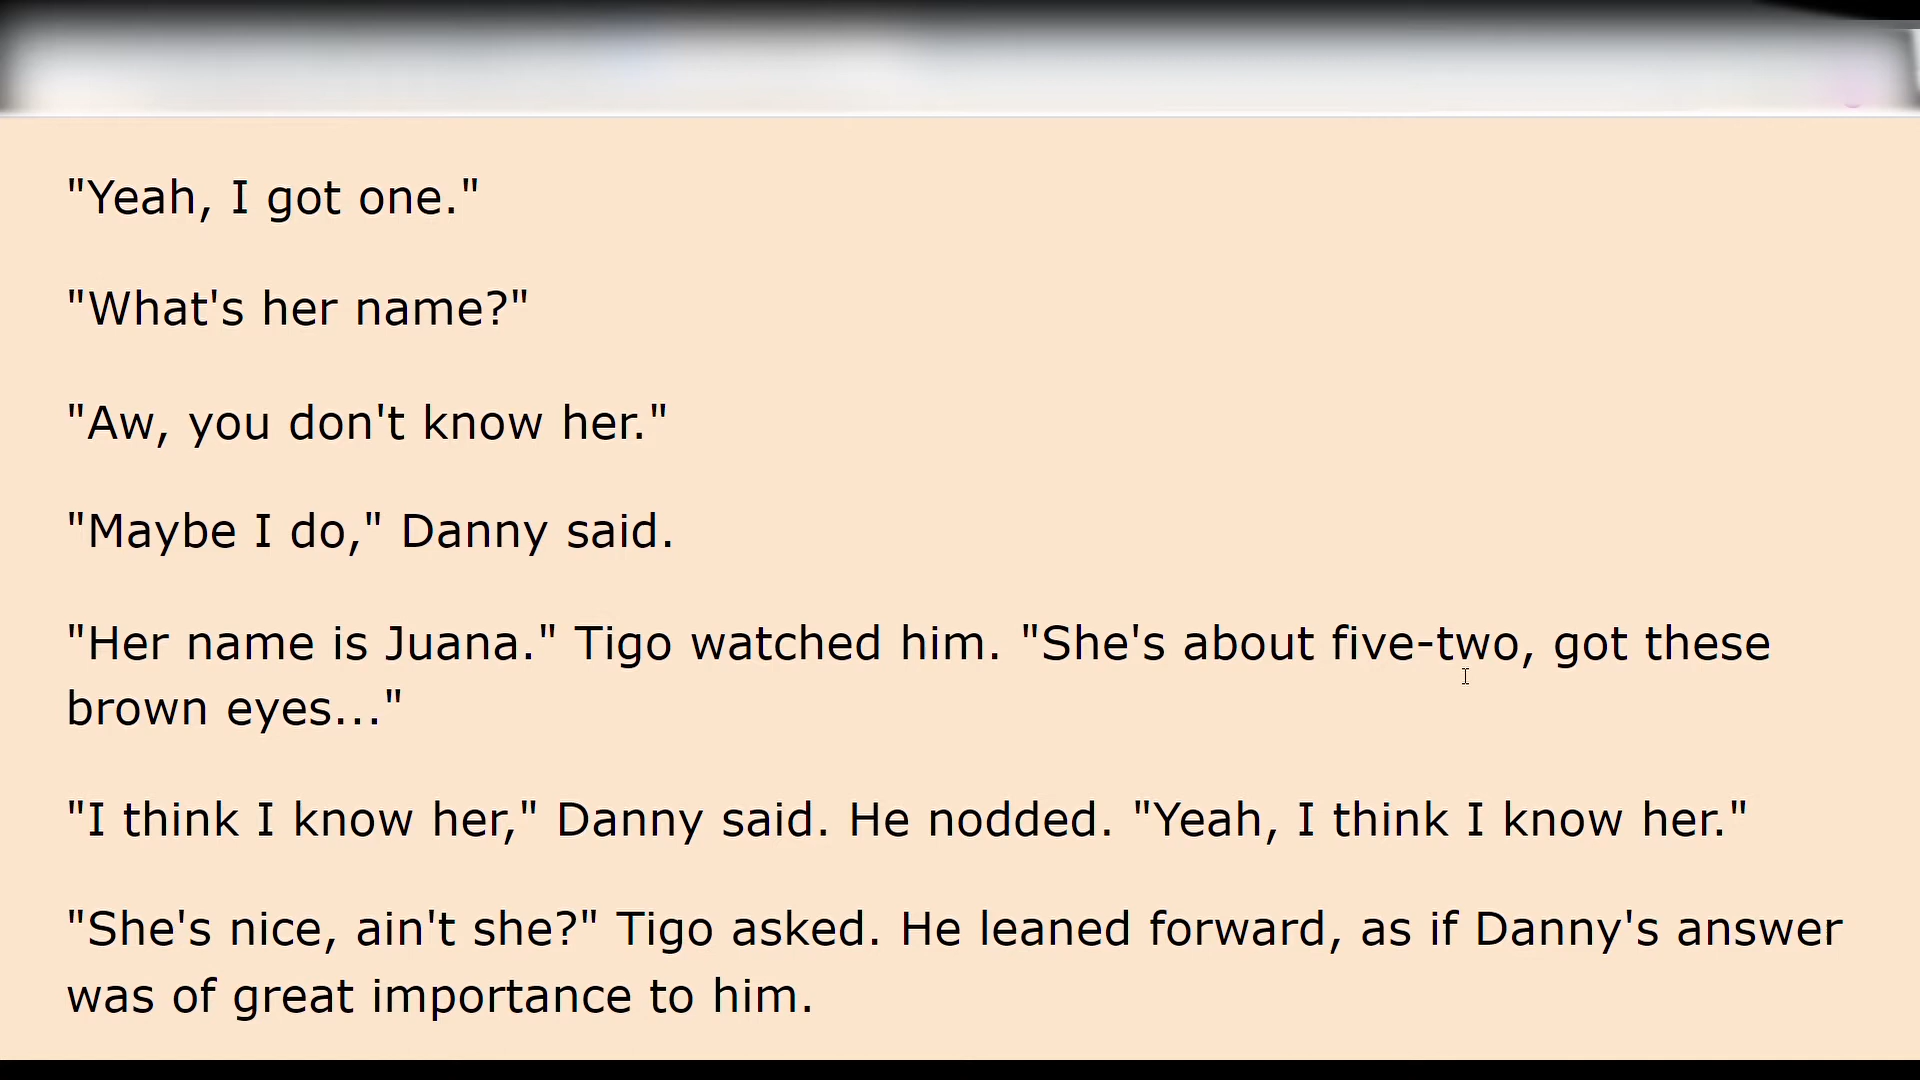 "Yeah, I got one."
"What's her name?"
"Aw, you don't know her."
"Maybe I do," Danny said.
"Her name is Juana." Tigo watched him. "She's about five-two, got these
brown eyes..."
"I think I know her," Danny said. He nodded. "Yeah, I think I know her."
"She's nice, ain't she?" Tigo asked. He leaned forward, as if Danny's answer
was of great importance to him.